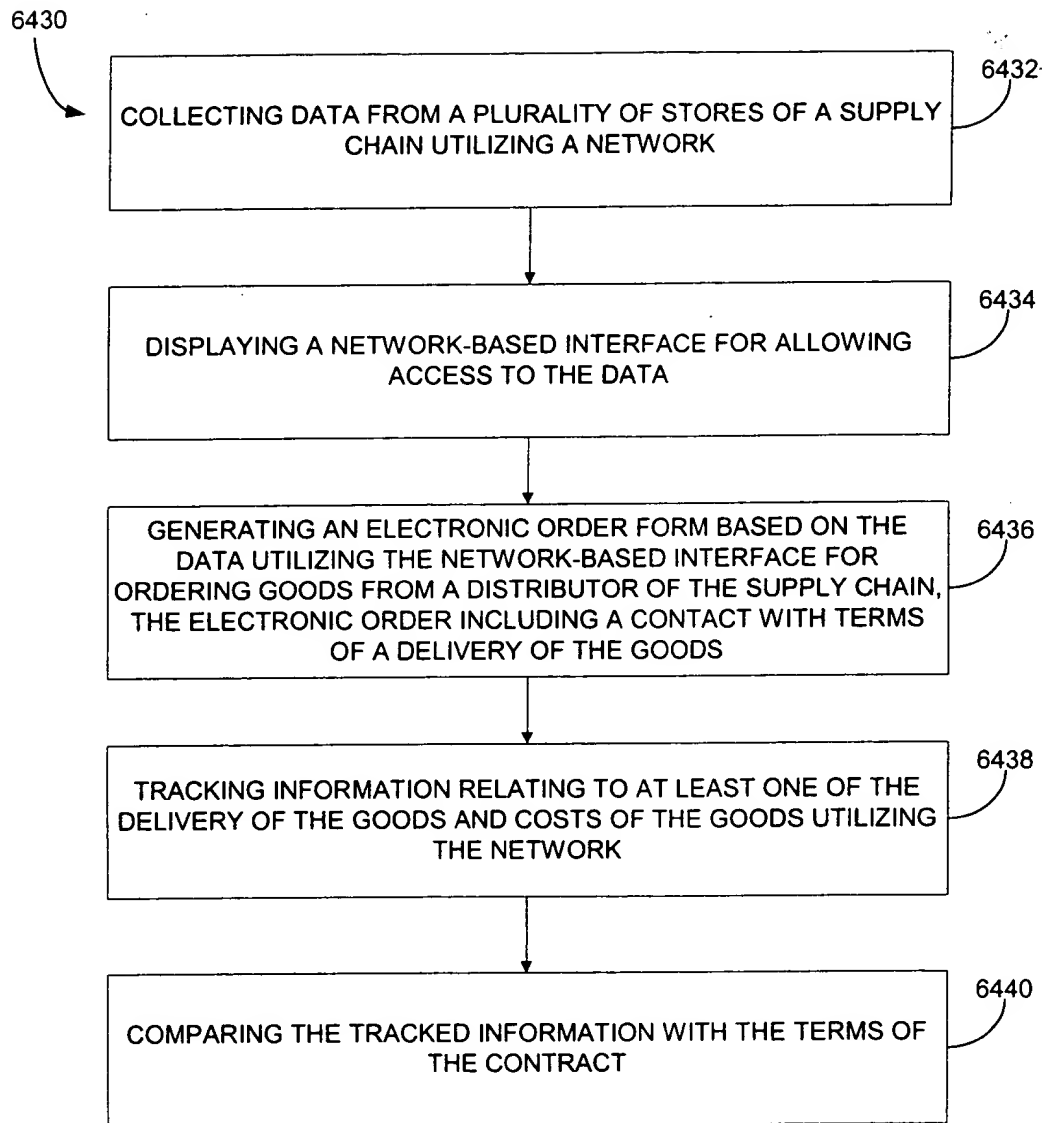 6430
6432
COLLECTING DATA FROM A PLURALITY OF STORES OF A SUPPLY
CHAIN UTILIZING A NETWORK
6434
DISPLAYING A NETWORK-BASED INTERFACE FOR ALLOWING
ACCESS TO THE DATA
6436
GENERATING AN ELECTRONIC ORDER FORM BASED ON THE
DATA UTILIZING THE NETWORK-BASED INTERFACE FOR
ORDERING GOODS FROM A DISTRIBUTOR OF THE SUPPLY CHAIN,
THE ELECTRONIC ORDER INCLUDING A CONTACT WITH TERMS
OF A DELIVERY OF THE GOODS
6438
TRACKING INFORMATION RELATING TO AT LEAST ONE OF THE
DELIVERY OF THE GOODS AND COSTS OF THE GOODS UTILIZING
THE NETWORK
6440
COMPARING THE TRACKED INFORMATION WITH THE TERMS OF
THE CONTRACT